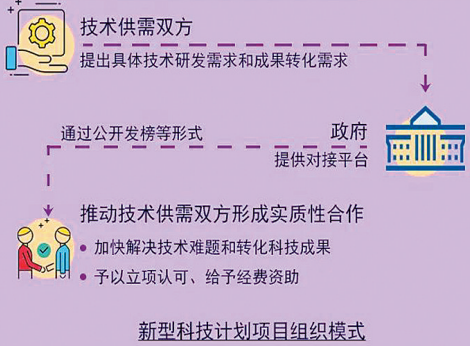 技术供需双方
提出具体技术研发需求和成果转化需求
政府
通过公开发榜等形式
提供对接平台
推动技术供需双方形成实质性合作
• 加快解决技术难题和转化科技成果
• 予以立项认可、给予经费资助
新型科技计划项目组织模式